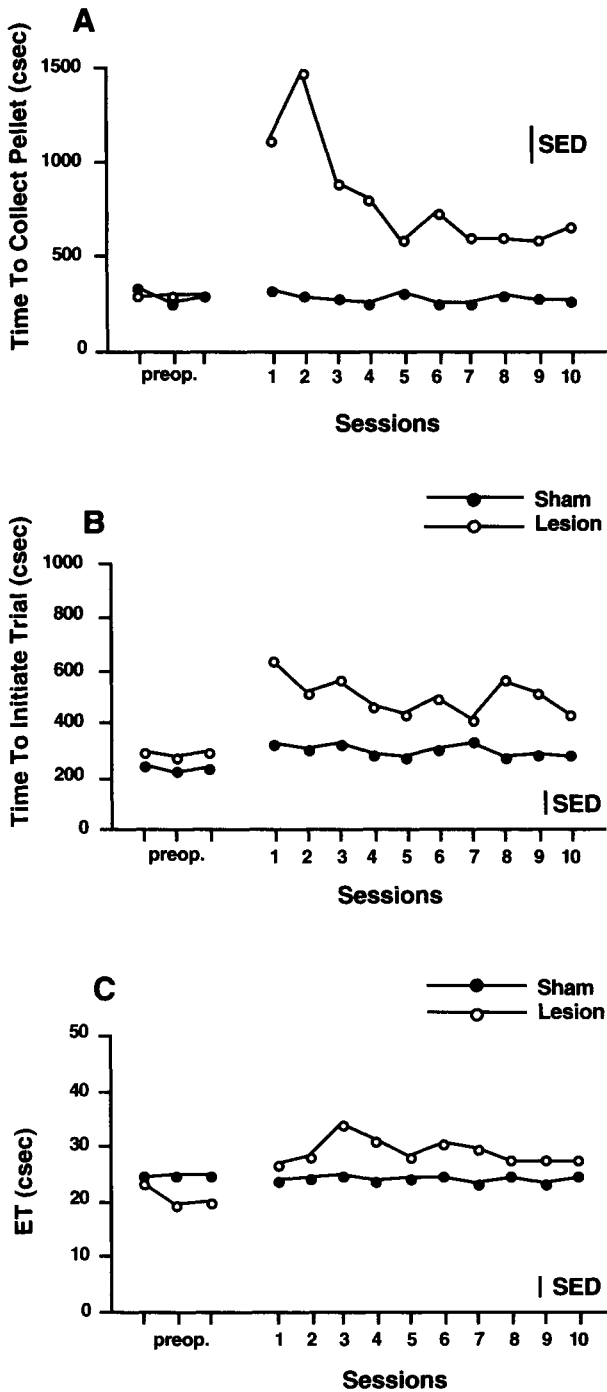 A
Time To Collect Pellet (csec)
1500
1000
500
0
SED
preop.
1 2 3 4 5 6 7 8 9 10
Sessions
B
Sham
Lesion
Time To Initiate Trial (csec)
1000
800
600
400
200
0
SED
preop.
1 2 3 4 5 6 7 8 9 10
Sessions
C
Sham
Lesion
ET (csec)
50
40
30
20
10
0
SED
preop.
1 2 3 4 5 6 7 8 9 10
Sessions